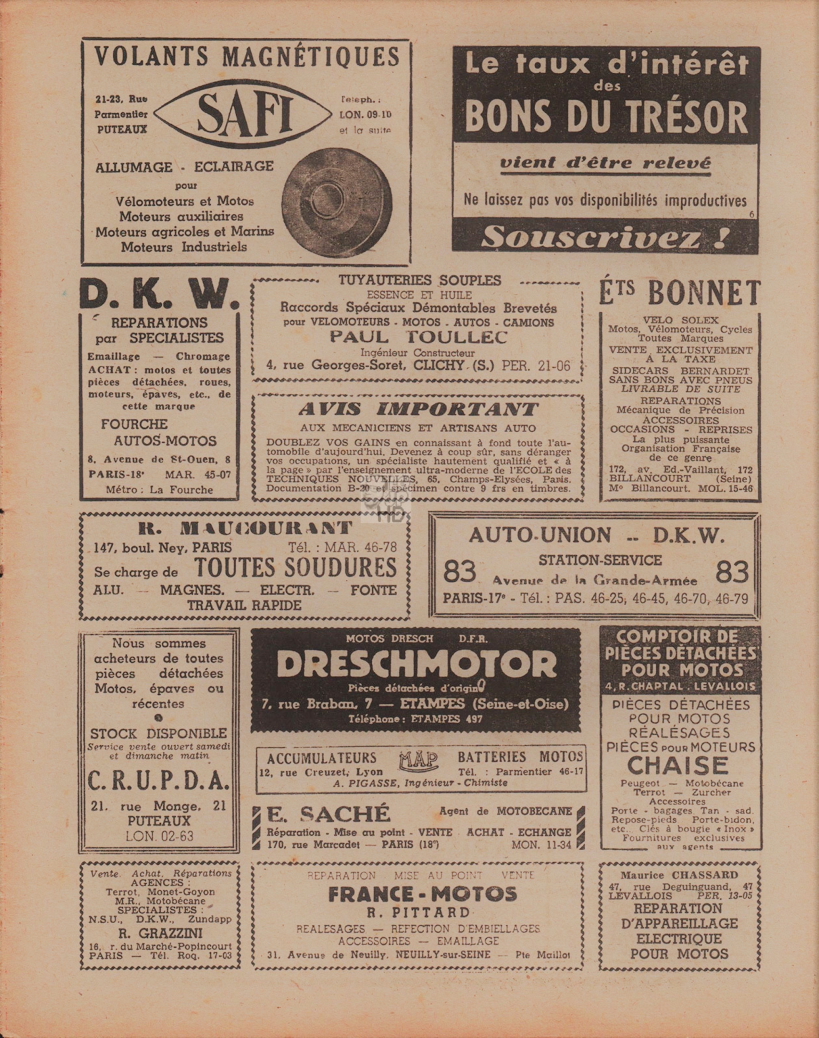 VOLANTS MAGNÉTIQUES
21-23, Rue
Parmentier
PUTEAUX
SAFI
Téléph. :
LON. 09-10
et la suite
ALLUMAGE - ECLAIRAGE
pour
Vélomoteurs et Motos
Moteurs auxiliaires
Moteurs agricoles et Marins
Moteurs Industriels
Le taux d'intérêt
des
BONS DU TRÉSOR
vient d'être relevé
Ne laissez pas vos disponibilités improductives
6
Souscrivez !
D. K. W.
REPARATIONS
par SPECIALISTES
Emaillage — Chromage
ACHAT : motos et toutes
pièces détachées, roues,
moteurs, épaves, etc., de
cette marque
FOURCHE
AUTOS-MOTOS
8, Avenue de St-Ouen, 8
PARIS-18e MAR. 45-07
Métro : La Fourche
TUYAUTERIES SOUPLES
ESSENCE ET HUILE
Raccords Spéciaux Démontables Brevetés
pour VELOMOTEURS - MOTOS - AUTOS - CAMIONS
PAUL TOULLEC
Ingénieur Constructeur
4, rue Georges-Soret, CLICHY (S.) PER. 21-06
AVIS IMPORTANT
AUX MECANICIENS ET ARTISANS AUTO
DOUBLEZ VOS GAINS en connaissant à fond toute l'au-
tomobile d'aujourd'hui. Devenez à coup sûr, sans déranger
vos occupations, un spécialiste hautement qualifié et « à
la page » par l'enseignement ultra-moderne de l'ECOLE des
TECHNIQUES NOUVELLES, 65, Champs-Elysées, Paris.
Documentation B-20 et spécimen contre 9 frs en timbres.
HD
ÉTS BONNET
VELO SOLEX
Motos, Vélomoteurs, Cycles
Toutes Marques
VENTE EXCLUSIVEMENT
A LA TAXE
SIDECARS BERNARDET
SANS BONS AVEC PNEUS
LIVRABLE DE SUITE
REPARATIONS
Mécanique de Précision
ACCESSOIRES
OCCASIONS - REPRISES
La plus puissante
Organisation Française
de ce genre
172, av. Ed.-Vaillant, 172
BILLANCOURT (Seine)
Mo Billancourt. MOL. 15-46
R. MAUCOURANT
147, boul. Ney, PARIS Tél. : MAR. 46-78
Se charge de TOUTES SOUDURES
ALU. — MAGNES. — ELECTR. — FONTE
TRAVAIL RAPIDE
AUTO-UNION -- D.K.W.
STATION-SERVICE
83 Avenue de la Grande-Armée 83
PARIS-17e - Tél. : PAS. 46-25, 46-45, 46-70, 46-79
Nous sommes
acheteurs de toutes
pièces détachées
Motos, épaves ou
récentes
STOCK DISPONIBLE
Service vente ouvert samedi
et dimanche matin
C.R.U.P.D.A.
21, rue Monge, 21
PUTEAUX
LON. 02-63
MOTOS DRESCH D.F.R.
DRESCHMOTOR
Pièces détachées d'origine
7, rue Braban, 7 — ETAMPES (Seine-et-Oise)
Téléphone : ETAMPES 497
ACCUMULATEURS MAP BATTERIES MOTOS
12, rue Creuzet, Lyon Tél. : Parmentier 46-17
A. PIGASSE, Ingénieur - Chimiste
E. SACHÉ Agent de MOTOBECANE
Réparation - Mise au point - VENTE ACHAT - ECHANGE
170, rue Marcadet — PARIS (18e) MON. 11-34
COMPTOIR DE
PIÈCES DÉTACHÉES
POUR MOTOS
4, R. CHAPTAL . LEVALLOIS
PIÈCES DÉTACHÉES
POUR MOTOS
RÉALÉSAGES
PIÈCES POUR MOTEURS
CHAISE
Peugeot — Motobécane
Terrot — Zurcher
Accessoires
Porte - bagages Tan - sad.
Repose-pieds Porte-bidon,
etc. Clés à bougie « Inox »
Fournitures exclusives
aux agents
Vente. Achat, Réparations
AGENCES :
Terrot, Monet-Goyon
M.R., Motobécane
SPECIALISTES :
N.S.U., D.K.W., Zundapp
R. GRAZZINI
16, r. du Marché-Popincourt
PARIS — Tél. Roq. 17-03
REPARATION MISE AU POINT VENTE
FRANCE-MOTOS
R. PITTARD
REALESAGES — REFECTION D'EMBIELLAGES
ACCESSOIRES — EMAILLAGE
31, Avenue de Neuilly. NEUILLY-sur-SEINE — Pte Maillot
Maurice CHASSARD
47, rue Deguinguand, 47
LEVALLOIS PER. 13-05
REPARATION
D'APPAREILLAGE
ELECTRIQUE
POUR MOTOS